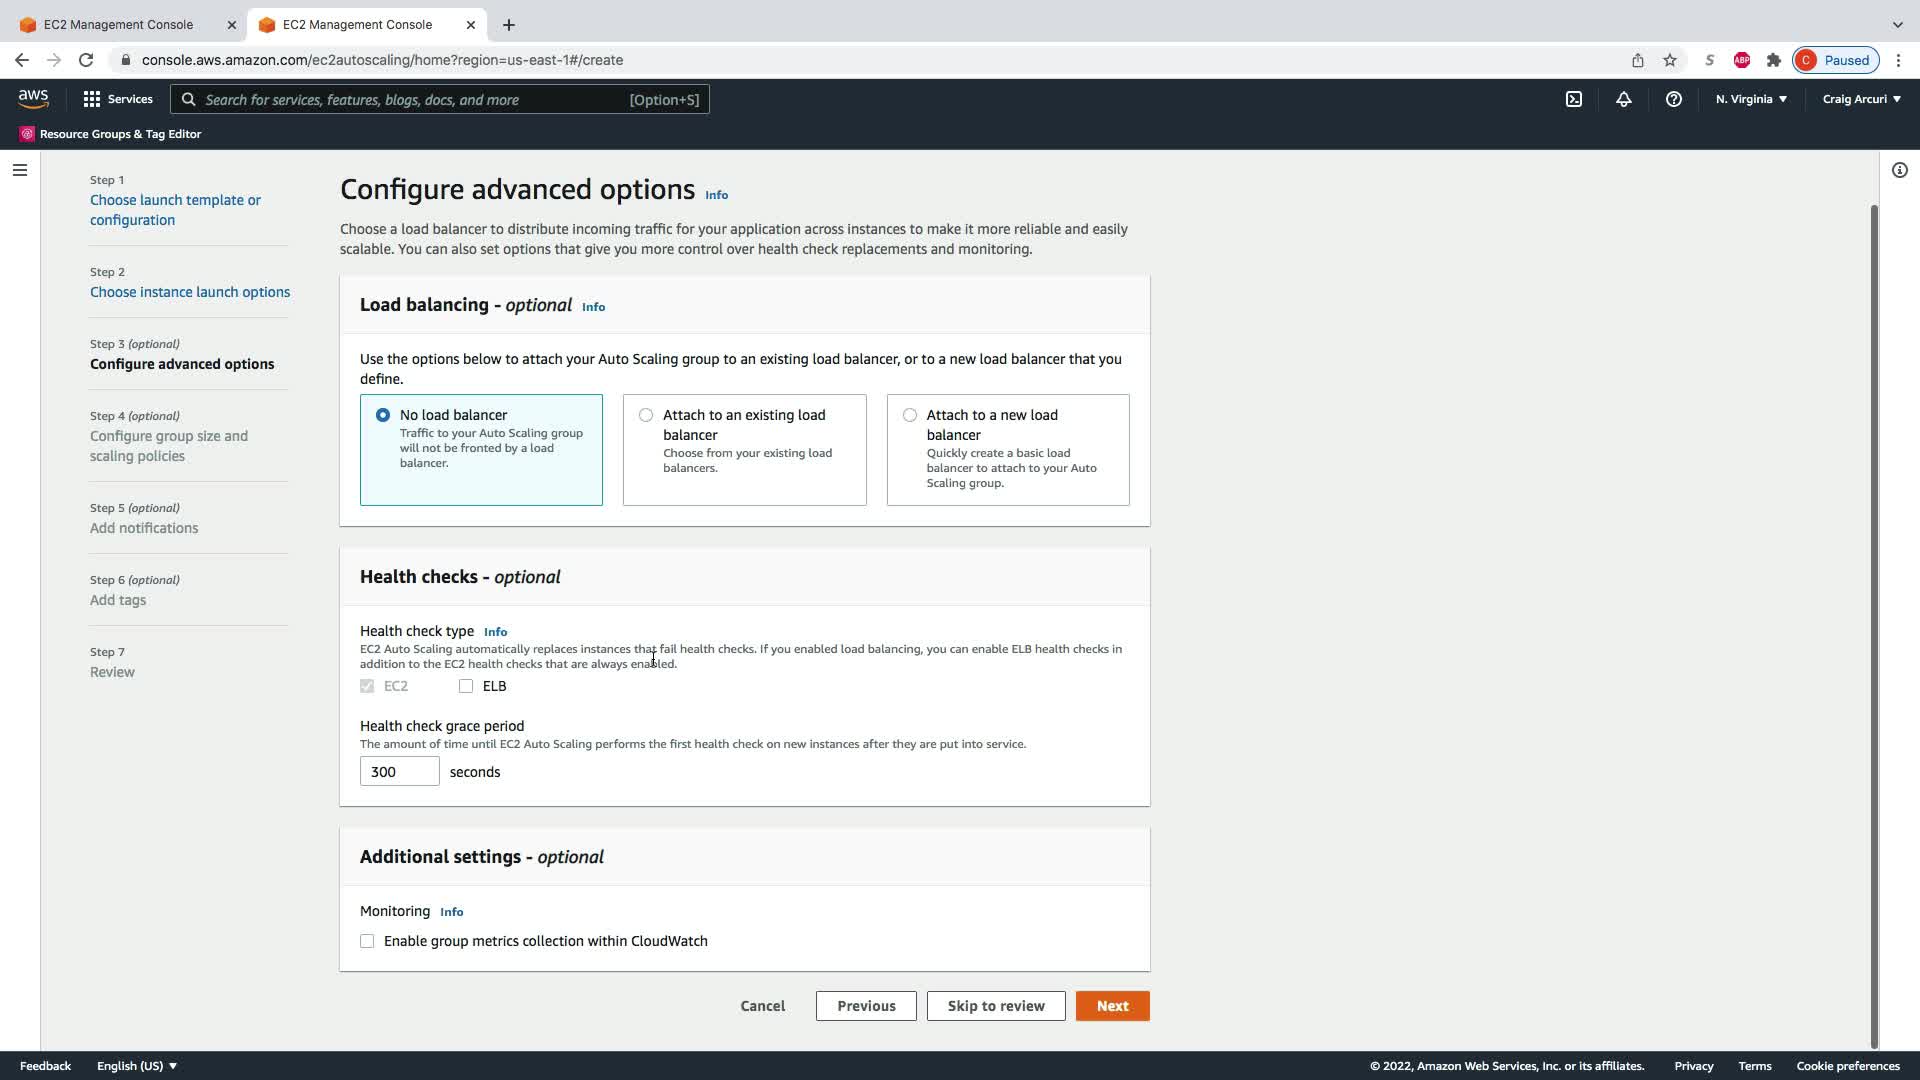 EC2 Management Console
EC2 Management Console
console.aws.amazon.com/ec2autoscaling/home?region=us-east-1#/create
S
ABP
C Paused
aws
Services
Search for services, features, blogs, docs, and more [Option+S]
N. Virginia
Craig Arcuri
Resource Groups & Tag Editor
Step 1
Choose launch template or
configuration
Step 2
Choose instance launch options
Step 3 (optional)
Configure advanced options
Step 4 (optional)
Configure group size and
scaling policies
Step 5 (optional)
Add notifications
Step 6 (optional)
Add tags
Step 7
Review
Configure advanced options Info
Choose a load balancer to distribute incoming traffic for your application across instances to make it more reliable and easily
scalable. You can also set options that give you more control over health check replacements and monitoring.
Load balancing - optional Info
Use the options below to attach your Auto Scaling group to an existing load balancer, or to a new load balancer that you
define.
No load balancer
Traffic to your Auto Scaling group
will not be fronted by a load
balancer.
Attach to an existing load
balancer
Choose from your existing load
balancers.
Attach to a new load
balancer
Quickly create a basic load
balancer to attach to your Auto
Scaling group.
Health checks - optional
Health check type Info
EC2 Auto Scaling automatically replaces instances that fail health checks. If you enabled load balancing, you can enable ELB health checks in
addition to the EC2 health checks that are always enabled.
EC2
ELB
Health check grace period
The amount of time until EC2 Auto Scaling performs the first health check on new instances after they are put into service.
300 seconds
Additional settings - optional
Monitoring Info
Enable group metrics collection within CloudWatch
Cancel
Previous
Skip to review
Next
Feedback
English (US)
© 2022, Amazon Web Services, Inc. or its affiliates.
Privacy
Terms
Cookie preferences